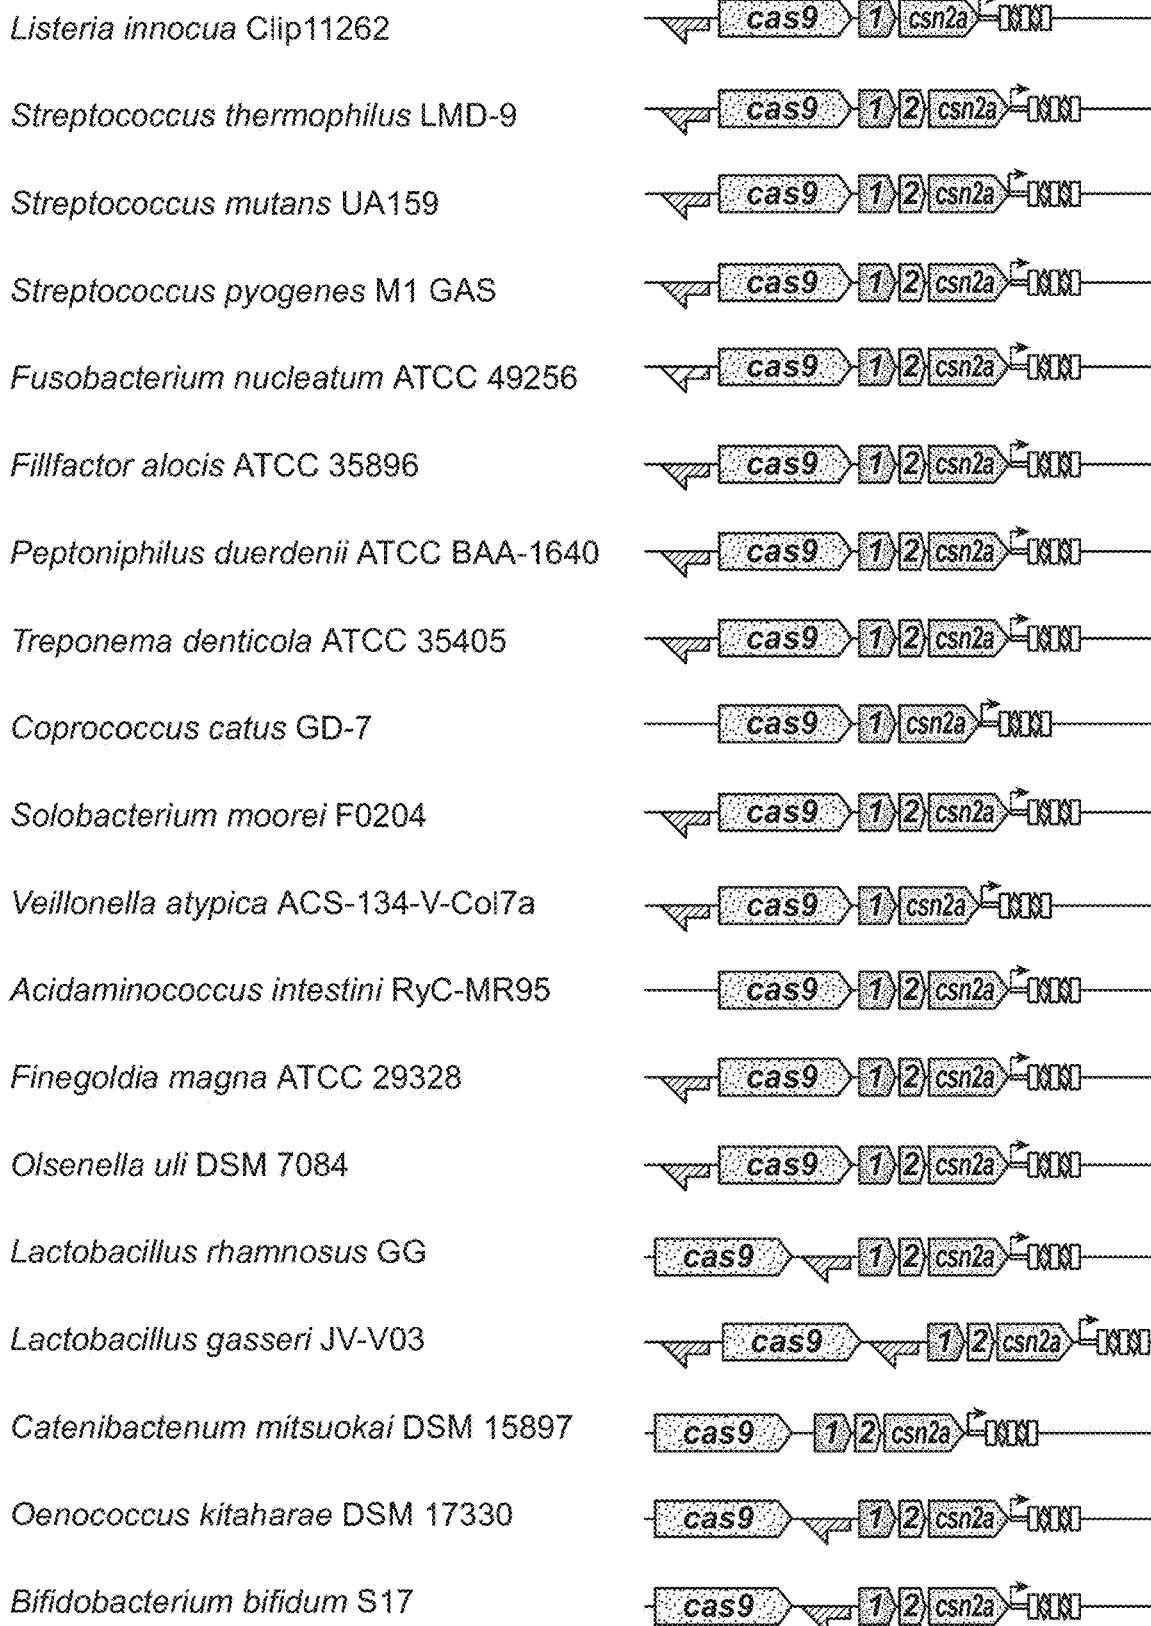 Listeria innocua Clip11262 cas9 1 csn2a
Streptococcus thermophilus LMD-9 cas9 1 2 csn2a
Streptococcus mutans UA159 cas9 1 2 csn2a
Streptococcus pyogenes M1 GAS cas9 1 2 csn2a
Fusobacterium nucleatum ATCC 49256 cas9 1 2 csn2a
Fillfactor alocis ATCC 35896 cas9 1 2 csn2a
Peptoniphilus duerdenii ATCC BAA-1640 cas9 1 2 csn2a
Treponema denticola ATCC 35405 cas9 1 2 csn2a
Coprococcus catus GD-7 cas9 1 csn2a
Solobacterium moorei F0204 cas9 1 2 csn2a
Veillonella atypica ACS-134-V-Col7a cas9 1 csn2a
Acidaminococcus intestini RyC-MR95 cas9 1 2 csn2a
Finegoldia magna ATCC 29328 cas9 1 2 csn2a
Olsenella uli DSM 7084 cas9 1 2 csn2a
Lactobacillus rhamnosus GG cas9 1 2 csn2a
Lactobacillus gasseri JV-V03 cas9 1 2 csn2a
Catenibactenum mitsuokai DSM 15897 cas9 1 2 csn2a
Oenococcus kitaharae DSM 17330 cas9 1 2 csn2a
Bifidobacterium bifidum S17 cas9 1 2 csn2a